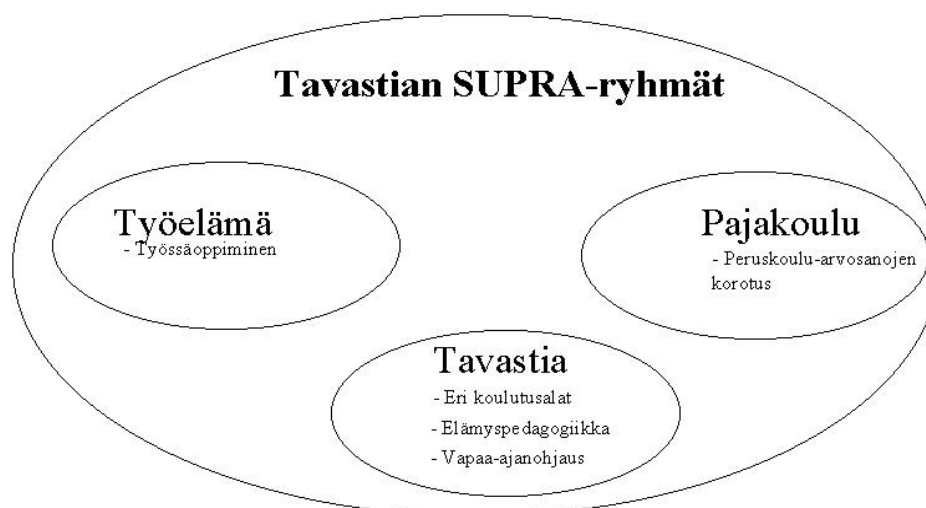 Tavastian SUPRA-ryhmät
Työelämä
- Työssäoppiminen
Pajakoulu
- Peruskoulu-arvosanojen
korotus
Tavastia
- Eri koulutusalat
- Elämyspedagogiikka
- Vapaa-ajanohjaus